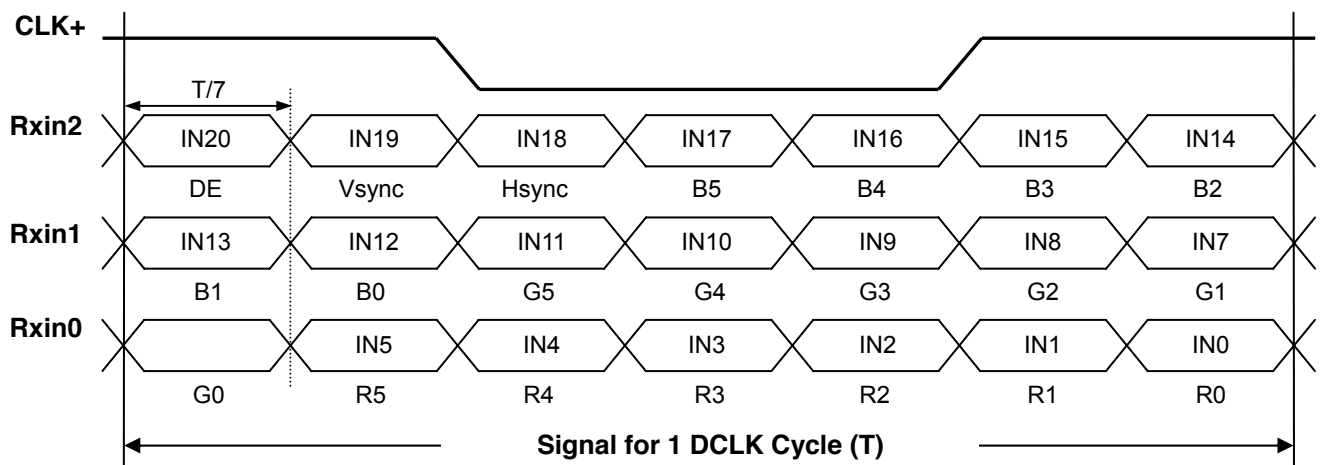 CLK+
T/7
Rxin2
IN20 IN19 IN18 IN17 IN16 IN15 IN14
DE Vsync Hsync B5 B4 B3 B2
Rxin1
IN13 IN12 IN11 IN10 IN9 IN8 IN7
B1 B0 G5 G4 G3 G2 G1
Rxin0
IN5 IN4 IN3 IN2 IN1 IN0
G0 R5 R4 R3 R2 R1 R0
Signal for 1 DCLK Cycle (T)